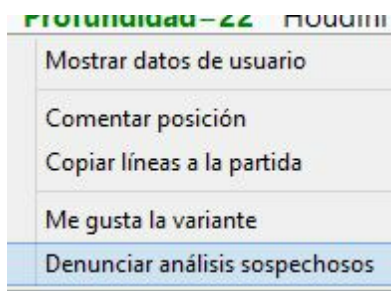 Profundidad=22 Houdini
Mostrar datos de usuario
Comentar posición
Copiar líneas a la partida
Me gusta la variante
Denunciar análisis sospechosos